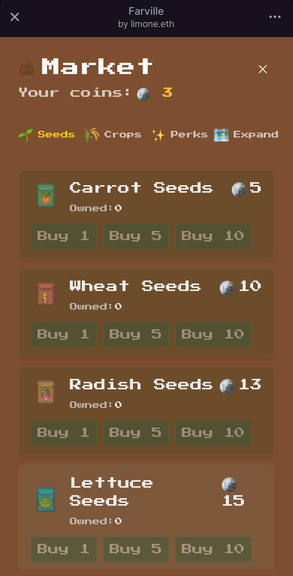 Farville
by limone.eth
Market
Your coins: 3
Seeds Crops Perks Expand
Carrot Seeds 5
Owned:0
Buy 1 Buy 5 Buy 10
Wheat Seeds 10
Owned:0
Buy 1 Buy 5 Buy 10
Radish Seeds 13
Owned:0
Buy 1 Buy 5 Buy 10
Lettuce
Seeds 15
Owned:0
Buy 1 Buy 5 Buy 10